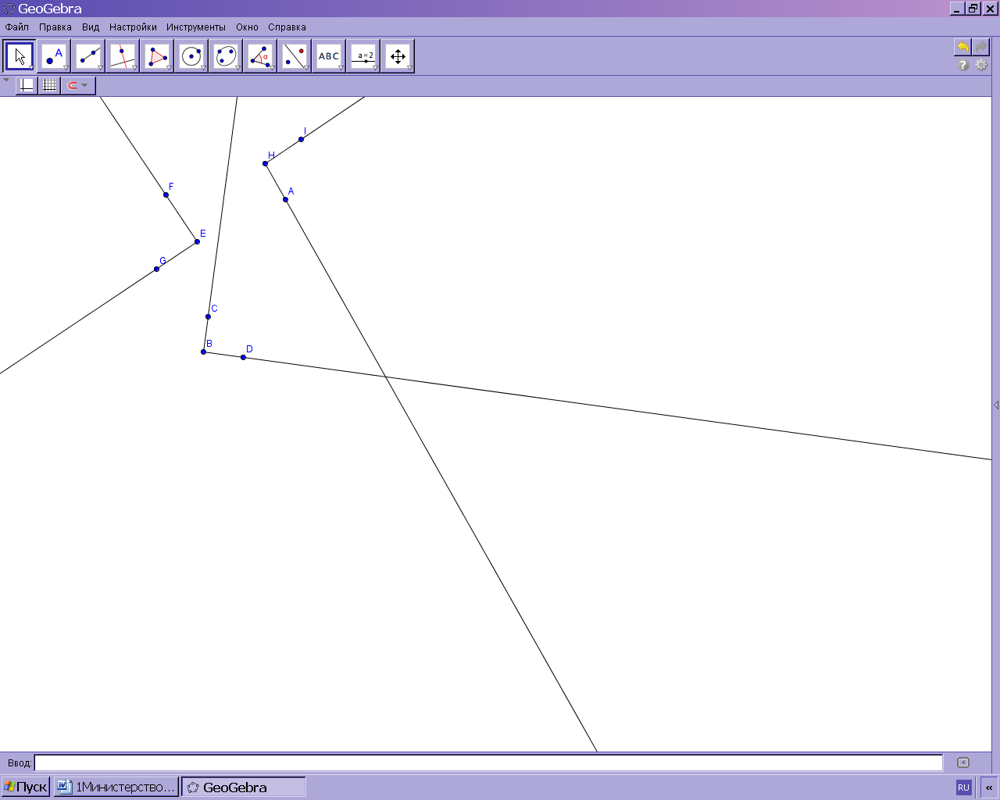 GeoGebra
Файл Правка Вид Настройки Инструменты Окно Справка
A α ABC a=2
?
I
H
F
A
E
G
C
B
D
Ввод:
Пуск 1Министерство... GeoGebra RU «